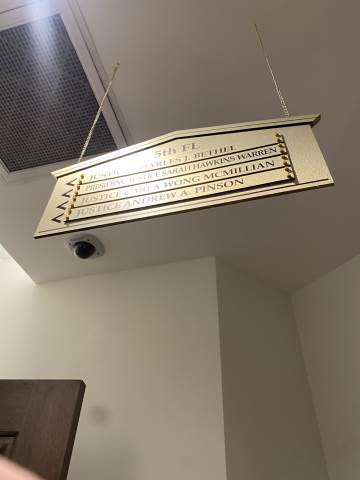 5th FL
JUSTICE CHARLES J. BETHEL
PRESIDING JUSTICE SARAH HAWKINS WARREN
JUSTICE CARLA WONG MCMILLIAN
JUSTICE ANDREW A. PINSON